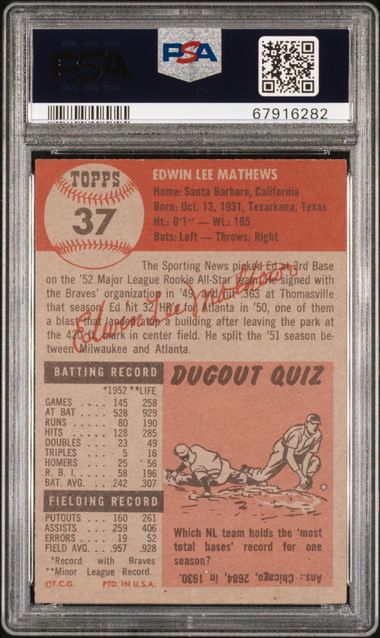 PSA
PSA
67916282
TOPPS
37
EDWIN LEE MATHEWS
Home: Santa Barbara, California
Born: Oct. 13, 1931, Texarkana, Texas
Ht.: 6'1" — Wt.: 185
Bats: Left — Throws: Right
The Sporting News picked Ed at 3rd Base
on the '52 Major League Rookie All-Star team. He signed
with the Braves' organization in '49, and hit .363 at Thomasville
that season. Ed hit 32 HR's for Atlanta in '50, one of them
a blast that landed atop a building after leaving the park at
the 420 ft. mark in center field. He split the '51 season be-
tween Milwaukee and Atlanta.
Edwin Lee Mathews
BATTING RECORD
*1952 **LIFE
GAMES 145 258
AT BAT 528 929
RUNS 80 190
HITS 128 285
DOUBLES 23 49
TRIPLES 5 16
HOMERS 25 56
R. B. I. 58 196
BAT. AVG. .242 .307
FIELDING RECORD
PUTOUTS 160 261
ASSISTS 259 406
ERRORS 19 52
FIELD AVG. .957 .928
*Record with Braves
**Minor League Record
©T.C.G. PTD. IN U.S.A.
DUGOUT QUIZ
Which NL team holds the 'most
total bases' record for one
season?
Ans.: Chicago, 2684, in 1930.